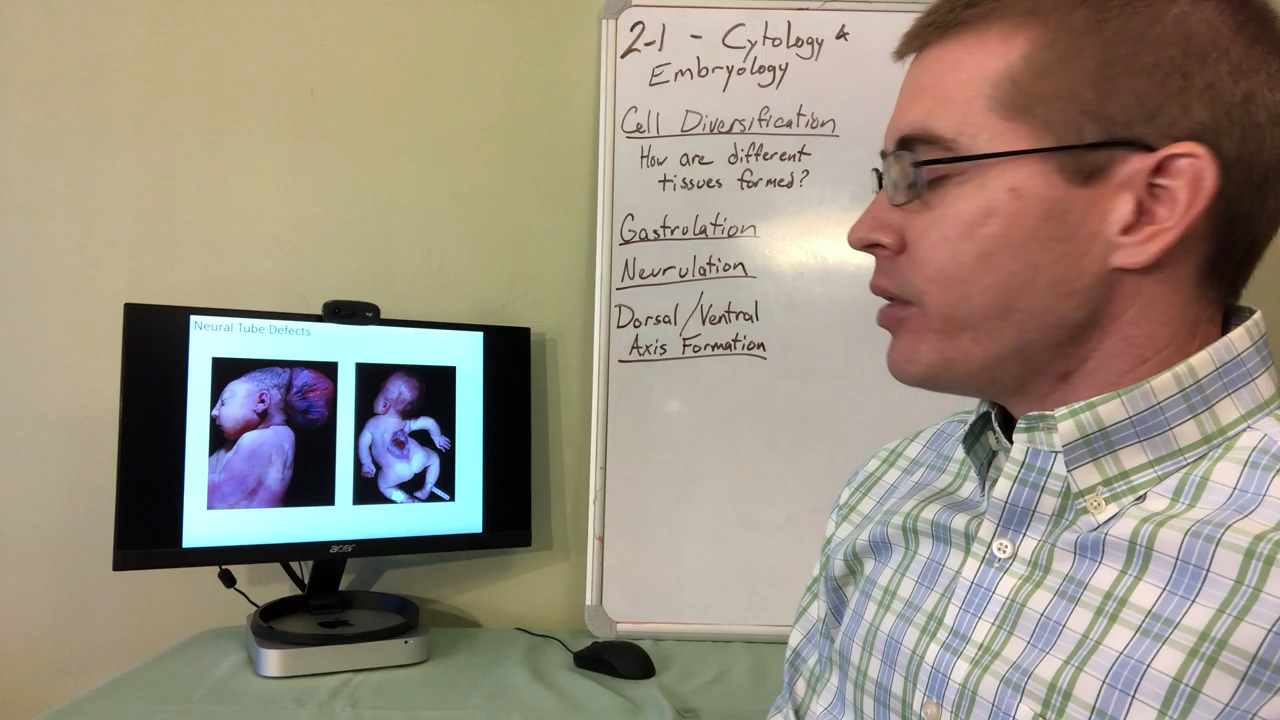 2-1 - Cytology &
Embryology
Cell Diversification
How are different
tissues formed?
Gastrulation
Neurulation
Dorsal/Ventral
Axis Formation
Neural Tube Defects
acer